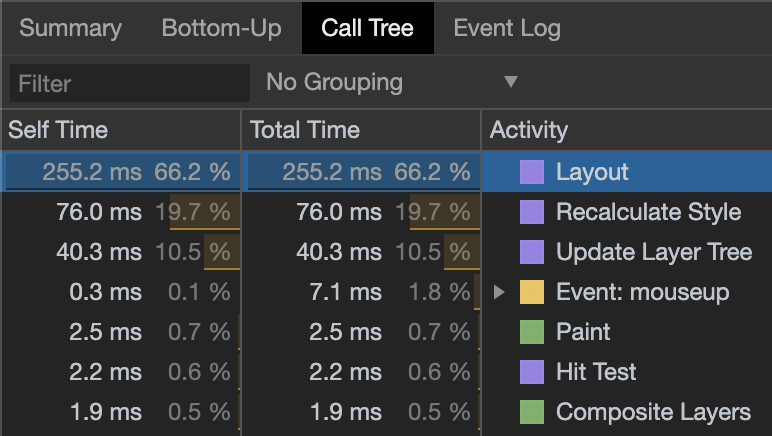 Summary Bottom-Up Call Tree Event Log
Filter No Grouping ▼
Self Time Total Time Activity
255.2 ms 66.2 % 255.2 ms 66.2 % Layout
76.0 ms 19.7 % 76.0 ms 19.7 % Recalculate Style
40.3 ms 10.5 % 40.3 ms 10.5 % Update Layer Tree
0.3 ms 0.1 % 7.1 ms 1.8 % Event: mouseup
2.5 ms 0.7 % 2.5 ms 0.7 % Paint
2.2 ms 0.6 % 2.2 ms 0.6 % Hit Test
1.9 ms 0.5 % 1.9 ms 0.5 % Composite Layers